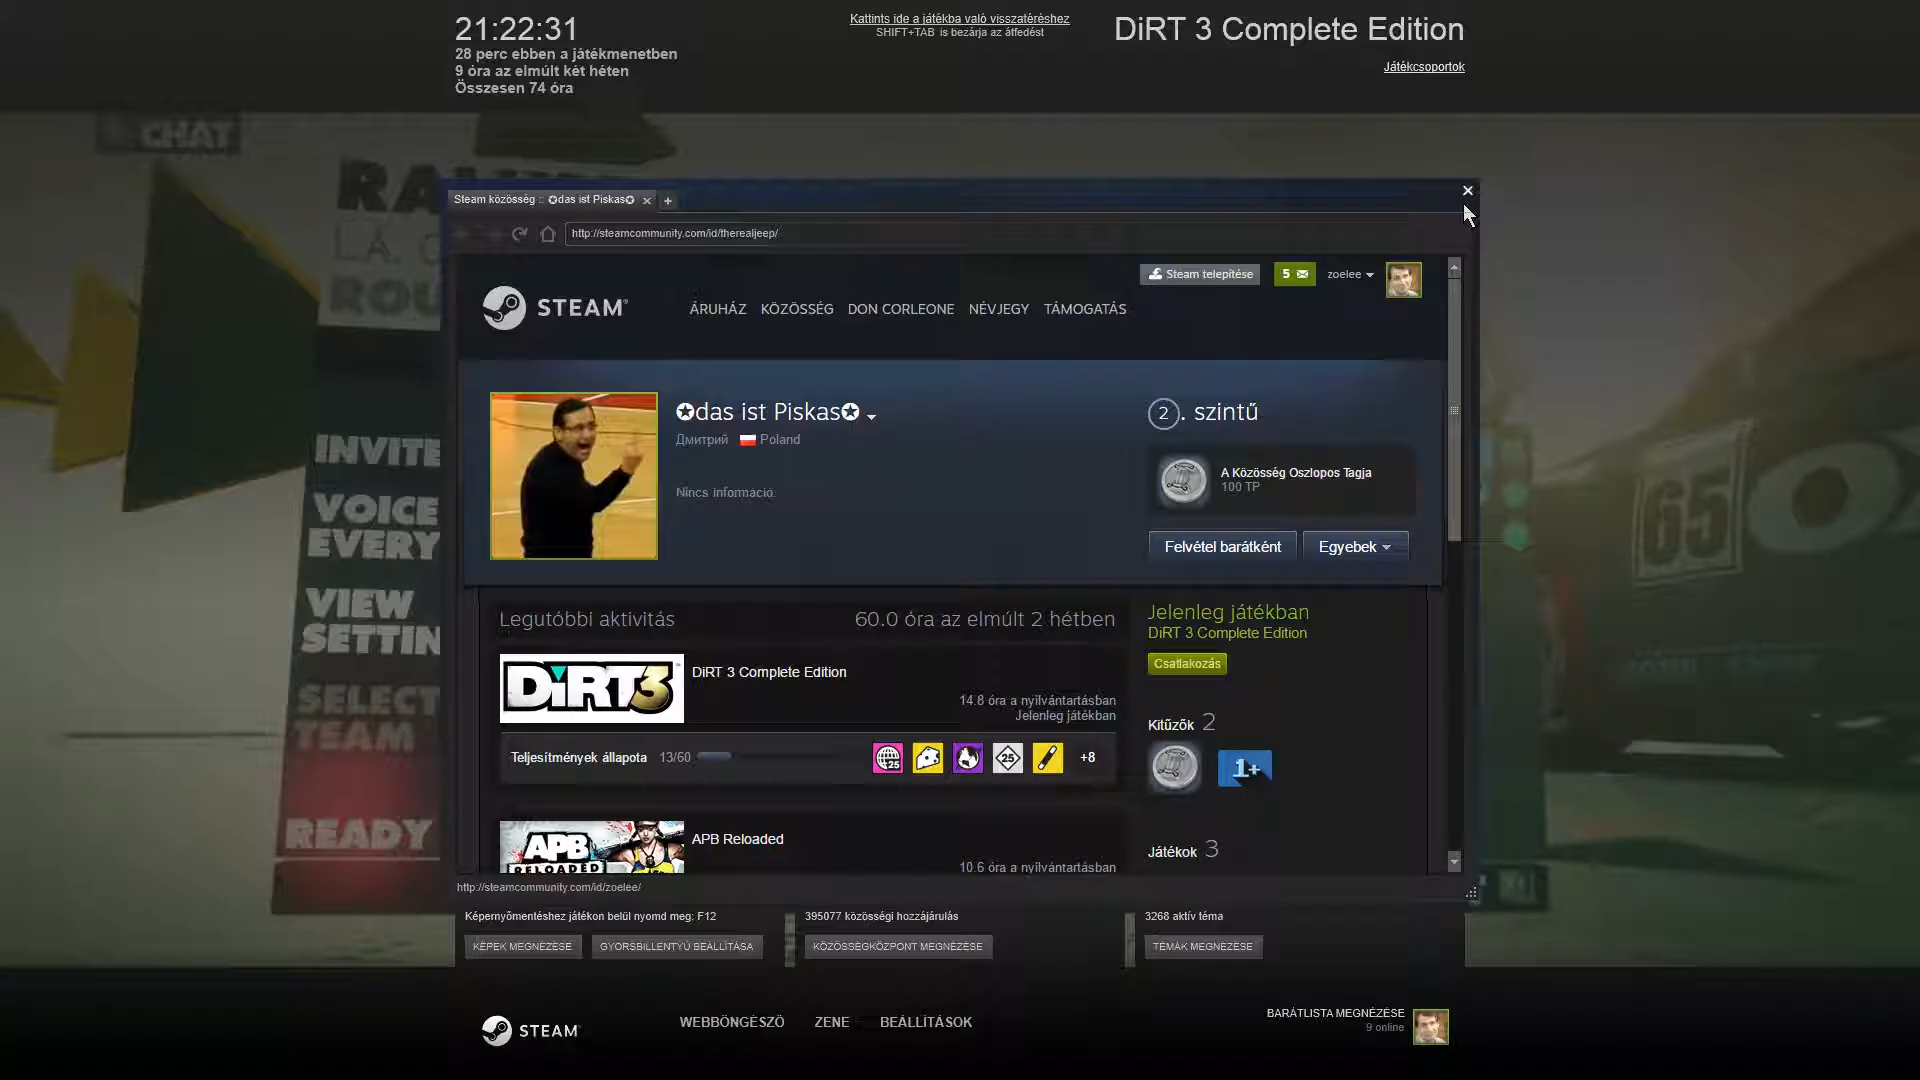 21:22:31
28 perc ebben a játékmenetben
9 óra az elmúlt két héten
Összesen 74 óra
Kattints ide a játékba való visszatéréshez
SHIFT+TAB is bezárja az átfedést
DiRT 3 Complete Edition
Játékcsoportok
CHAT
INVITE
VOICE
EVERY
VIEW
SETTIN
SELECT
TEAM
READY
65
Steam közösség :: ✪das ist Piskas✪
http://steamcommunity.com/id/therealjeep/
Steam telepítése
5
zoelee
STEAM®
ÁRUHÁZ
KÖZÖSSÉG
DON CORLEONE
NÉVJEGY
TÁMOGATÁS
✪das ist Piskas✪
Дмитрий Poland
Nincs információ.
2. szintű
A Közösség Oszlopos Tagja
100 TP
Felvétel barátként
Egyebek
Legutóbbi aktivitás
60.0 óra az elmúlt 2 hétben
DiRT3
DiRT 3 Complete Edition
14.8 óra a nyilvántartásban
Jelenleg játékban
Teljesítmények állapota 13/60
25
25
+8
APB
RELOADED
APB Reloaded
10.6 óra a nyilvántartásban
Jelenleg játékban
DiRT 3 Complete Edition
Csatlakozás
Kitűzők 2
1+
Játékok 3
http://steamcommunity.com/id/zoelee/
Képernyőmentéshez játékon belül nyomd meg: F12
KÉPEK MEGNÉZÉSE
GYORSBILLENTYŰ BEÁLLÍTÁSA
395077 közösségi hozzájárulás
KÖZÖSSÉGKÖZPONT MEGNÉZÉSE
3268 aktív téma
TÉMÁK MEGNÉZÉSE
STEAM
WEBBÖNGÉSZŐ
ZENE
BEÁLLÍTÁSOK
BARÁTLISTA MEGNÉZÉSE
9 online